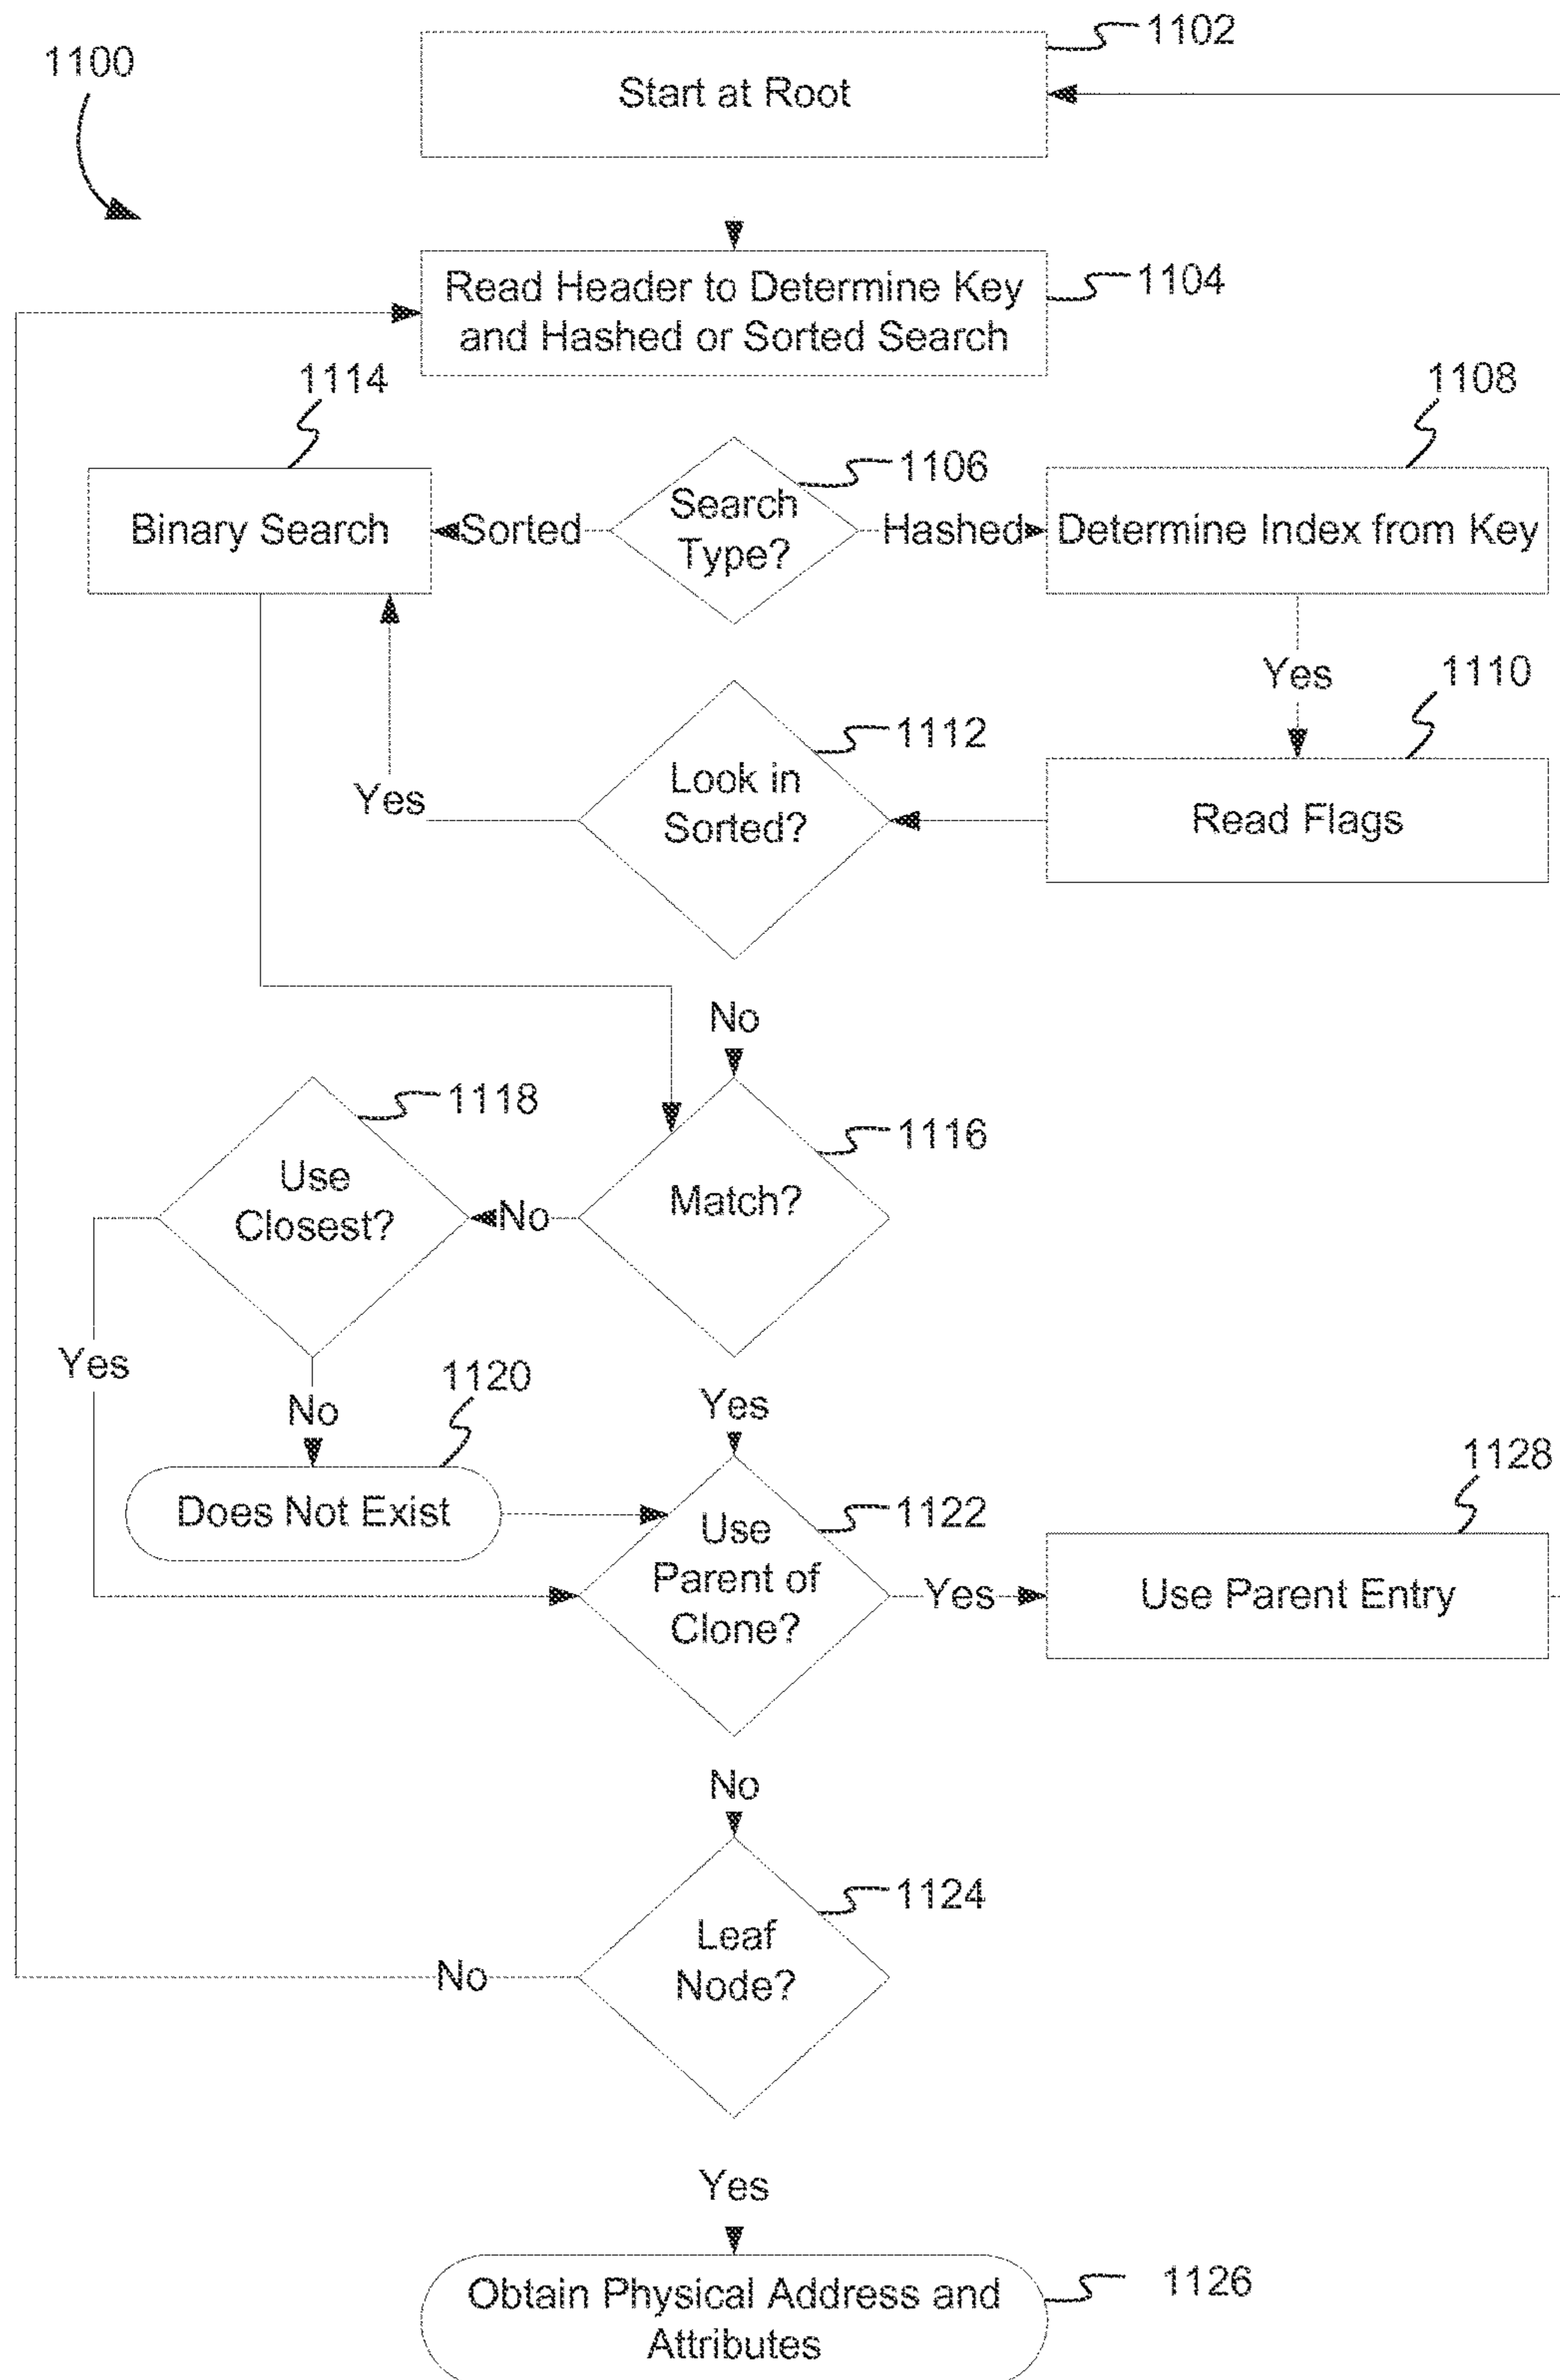 1100
1102
Start at Root
Read Header to Determine Key
and Hashed or Sorted Search
1104
1114
1108
1106
Binary Search
Sorted
Search
Type?
Hashed
Determine Index from Key
Yes
1110
1112
Look in
Sorted?
Yes
Read Flags
No
1118
1116
Use
Closest?
No
Match?
Yes
No
1120
Yes
1128
Does Not Exist
1122
Use
Parent of
Clone?
Yes
Use Parent Entry
No
1124
Leaf
Node?
No
Yes
Obtain Physical Address and
Attributes
1126